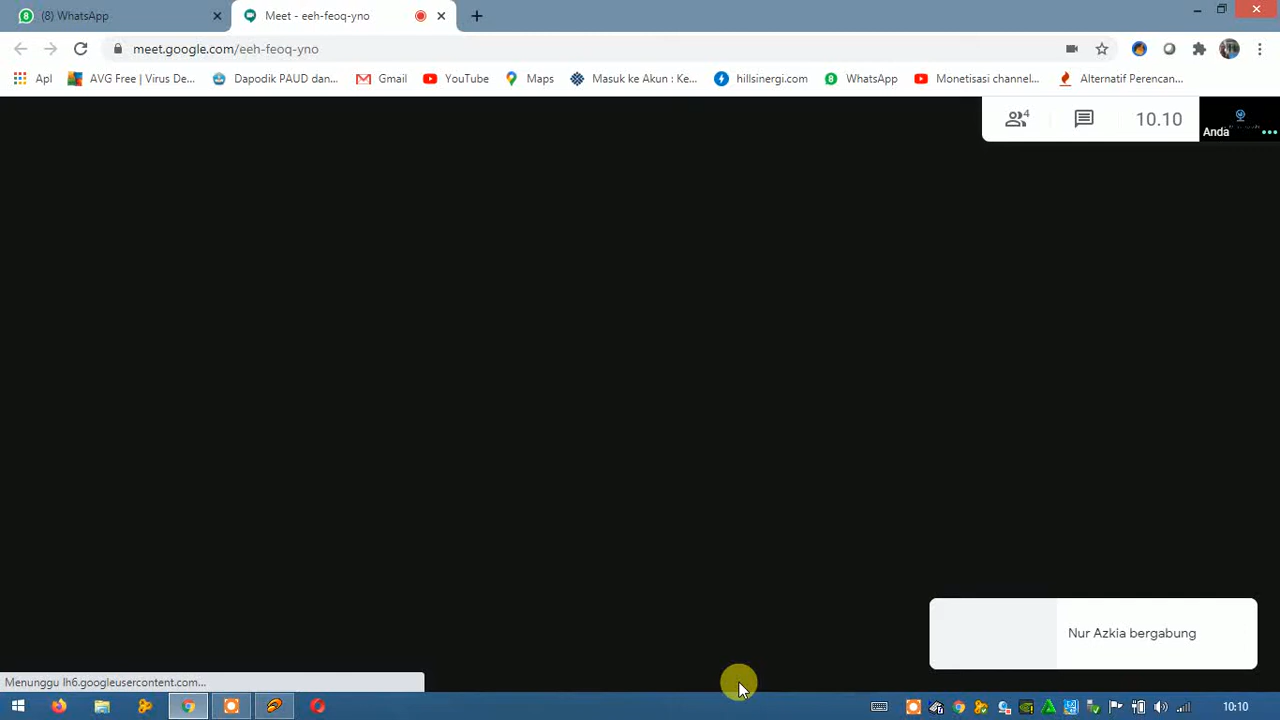 (8) WhatsApp
Meet - eeh-feoq-yno
meet.google.com/eeh-feoq-yno
Apl
AVG Free | Virus De...
Dapodik PAUD dan...
Gmail
YouTube
Maps
Masuk ke Akun : Ke...
hillsinergi.com
WhatsApp
Monetisasi channel...
Alternatif Perencan...
4
10.10
Anda
Nur Azkia bergabung
Menunggu lh6.googleusercontent.com...
10:10